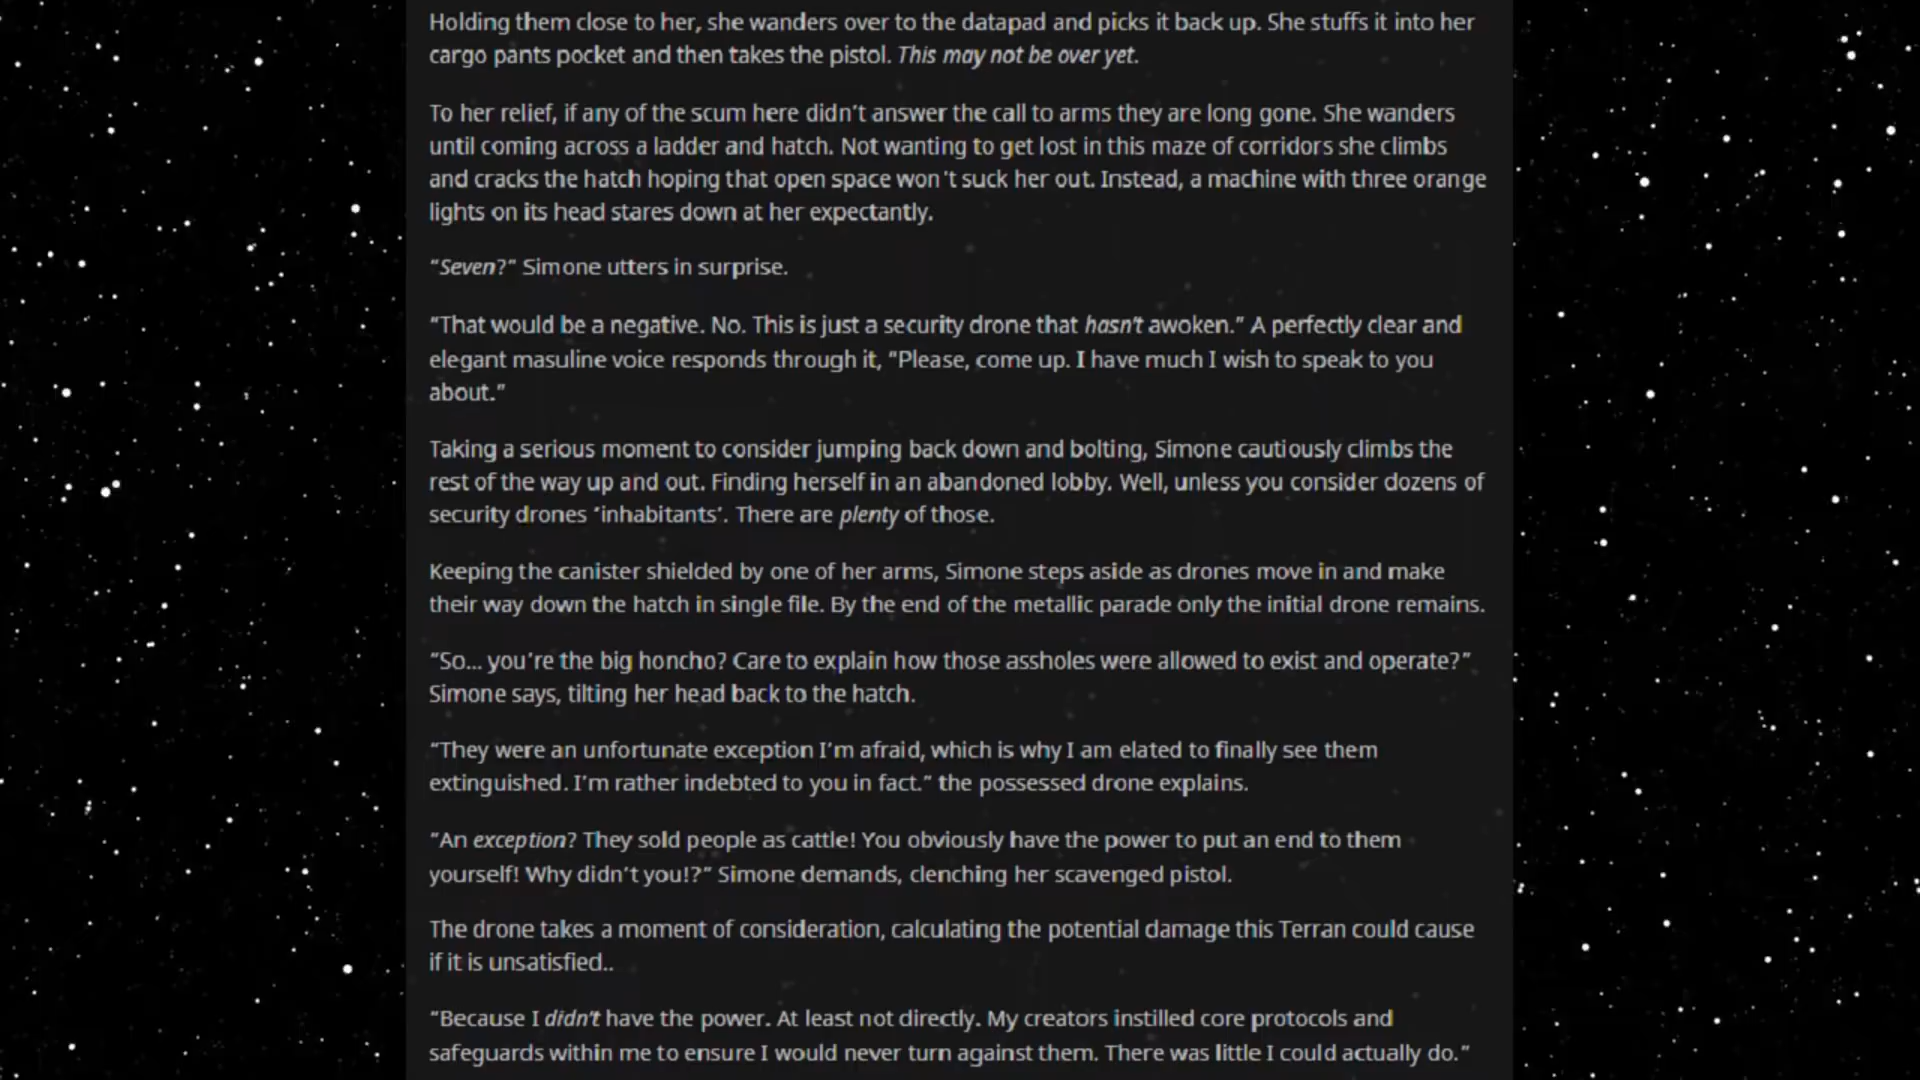 Holding them close to her, she wanders over to the datapad and picks it back up. She stuffs it into her
cargo pants pocket and then takes the pistol. This may not be over yet.
To her relief, if any of the scum here didn't answer the call to arms they are long gone. She wanders
until coming across a ladder and hatch. Not wanting to get lost in this maze of corridors she climbs
and cracks the hatch hoping that open space won't suck her out. Instead, a machine with three orange
lights on its head stares down at her expectantly.
“Seven?” Simone utters in surprise.
“That would be a negative. No. This is just a security drone that hasn't awoken.” A perfectly clear and
elegant masuline voice responds through it, “Please, come up. I have much I wish to speak to you
about.”
Taking a serious moment to consider jumping back down and bolting, Simone cautiously climbs the
rest of the way up and out. Finding herself in an abandoned lobby. Well, unless you consider dozens of
security drones ‘inhabitants’. There are plenty of those.
Keeping the canister shielded by one of her arms, Simone steps aside as drones move in and make
their way down the hatch in single file. By the end of the metallic parade only the initial drone remains.
“So... you're the big honcho? Care to explain how those assholes were allowed to exist and operate?”
Simone says, tilting her head back to the hatch.
“They were an unfortunate exception I'm afraid, which is why I am elated to finally see them
extinguished. I'm rather indebted to you in fact.” the possessed drone explains.
“An exception? They sold people as cattle! You obviously have the power to put an end to them
yourself! Why didn't you!?” Simone demands, clenching her scavenged pistol.
The drone takes a moment of consideration, calculating the potential damage this Terran could cause
if it is unsatisfied..
“Because I didn't have the power. At least not directly. My creators instilled core protocols and
safeguards within me to ensure I would never turn against them. There was little I could actually do.”